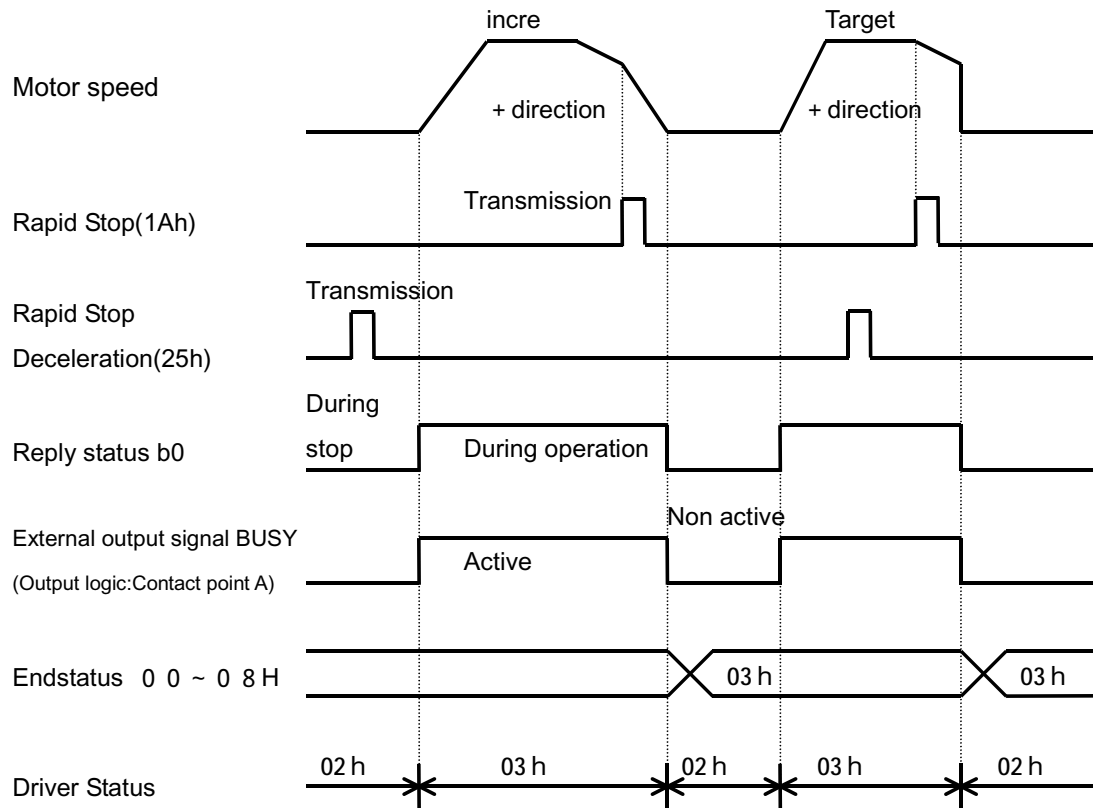 incre
Target
Motor speed
+ direction
+ direction
Transmission
Rapid Stop(1Ah)
Transmission
Rapid Stop
Deceleration(25h)
During
stop
Reply status b0
During operation
Non active
External output signal BUSY
Active
(Output logic:Contact point A)
Endstatus 0 0 ~ 0 8 H
03 h
03 h
02 h
03 h
02 h
03 h
02 h
Driver Status